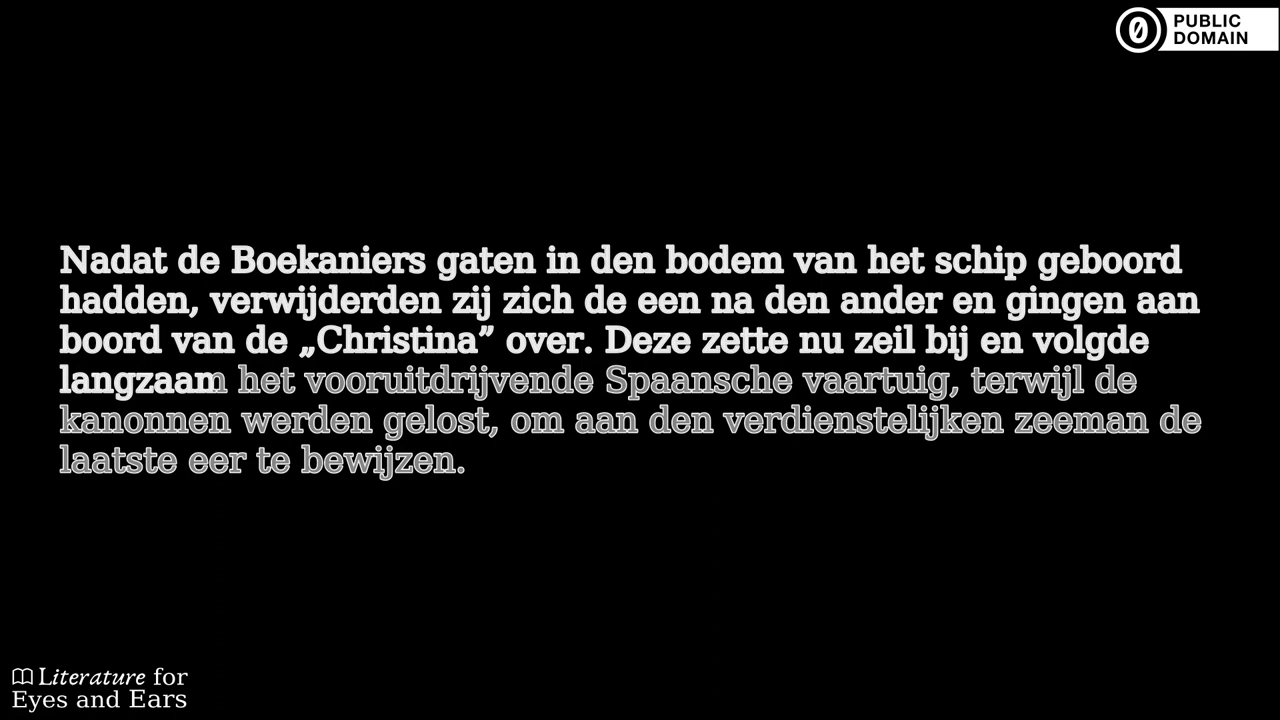 PUBLIC
DOMAIN
Nadat de Boekaniers gaten in den bodem van het schip geboord
hadden, verwijderden zij zich de een na den ander en gingen aan
boord van de „Christina” over. Deze zette nu zeil bij en volgde
langzaam het vooruitdrijvende Spaansche vaartuig, terwijl de
kanonnen werden gelost, om aan den verdienstelijken zeeman de
laatste eer te bewijzen.
Literature for
Eyes and Ears